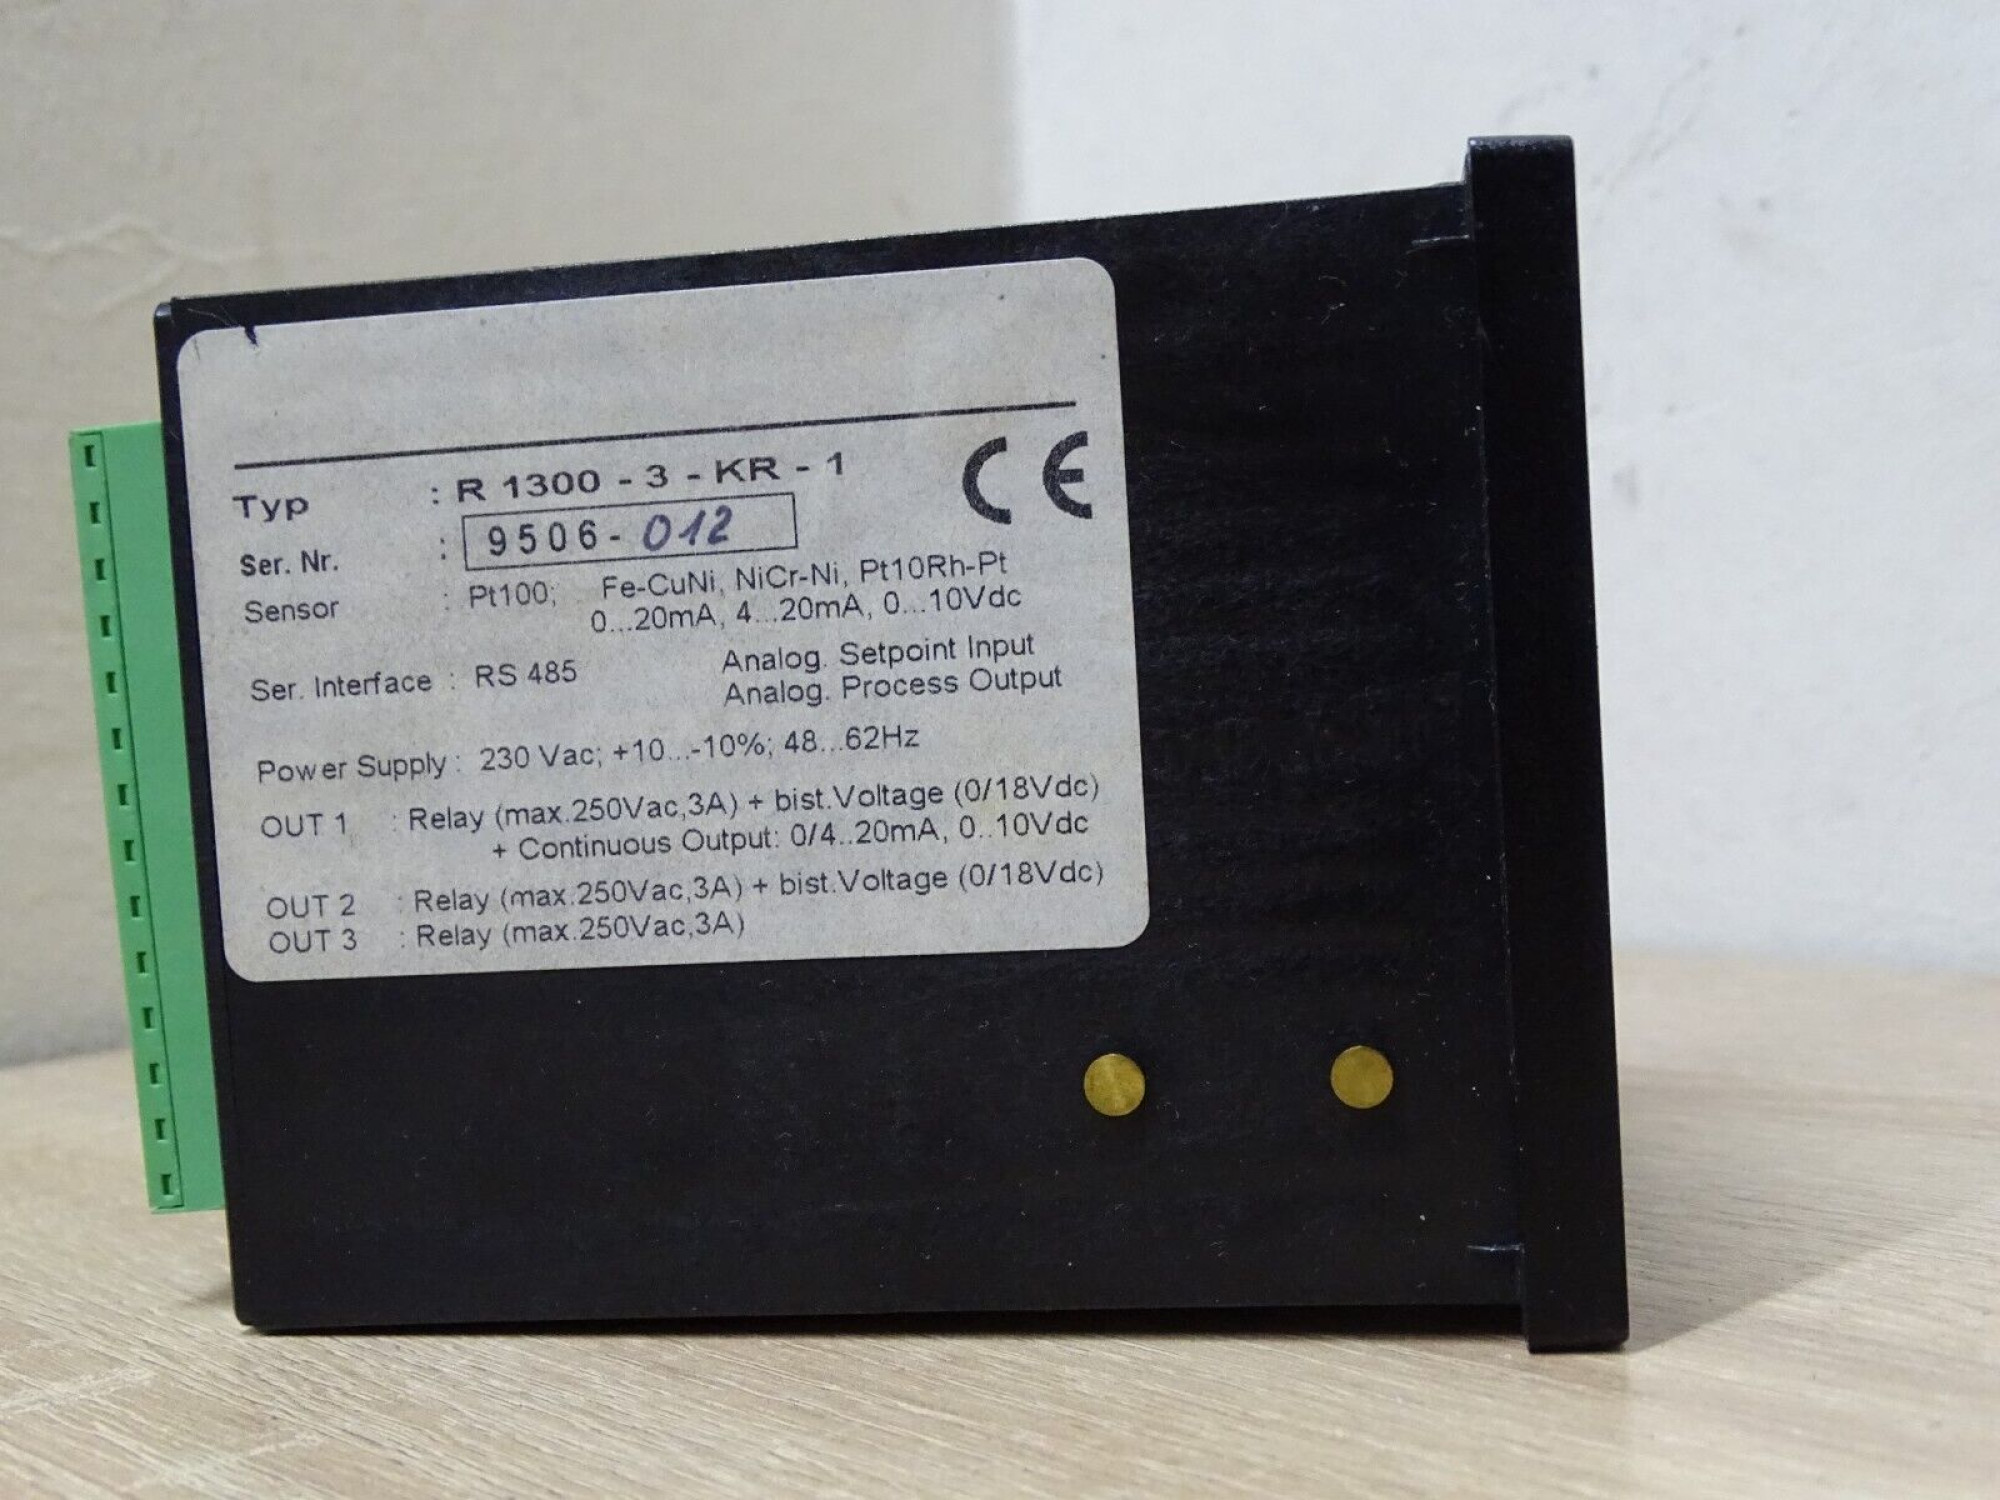 Typ : R 1300 - 3 - KR - 1
CE
Ser. Nr. : 9506- 012
Sensor : Pt100; Fe-CuNi, NiCr-Ni, Pt10Rh-Pt
0...20mA, 4...20mA, 0...10Vdc
Ser. Interface : RS 485 Analog. Setpoint Input
Analog. Process Output
Power Supply : 230 Vac; +10...-10%; 48...62Hz
OUT 1 : Relay (max.250Vac,3A) + bist.Voltage (0/18Vdc)
+ Continuous Output: 0/4..20mA, 0..10Vdc
OUT 2 : Relay (max.250Vac,3A) + bist.Voltage (0/18Vdc)
OUT 3 : Relay (max.250Vac,3A)